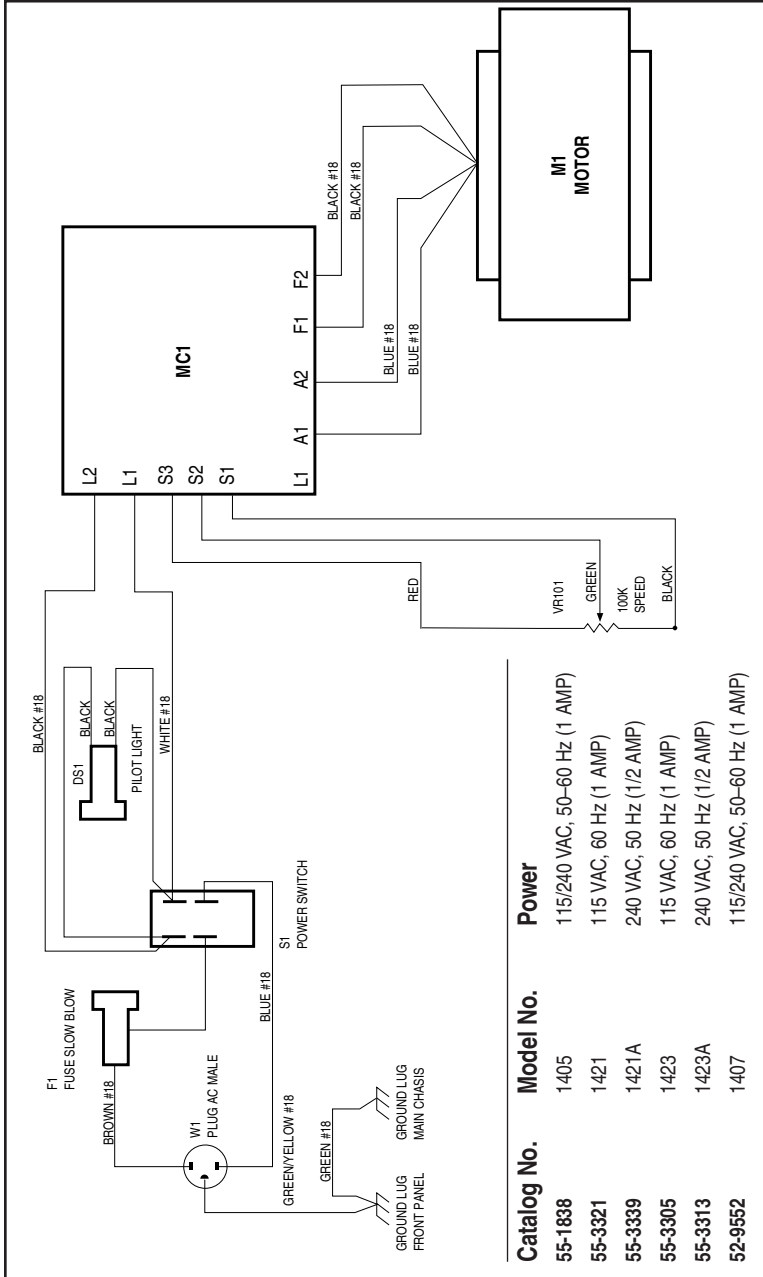 F1
FUSE SLOW BLOW
BROWN #18
W1
PLUG AC MALE
GREEN/YELLOW #18
GREEN #18
GROUND LUG
FRONT PANEL
GROUND LUG
MAIN CHASIS
BLUE #18
S1
POWER SWITCH
BLACK #18
DS1
BLACK
BLACK
PILOT LIGHT
WHITE #18
MC1
L2
L1
S3
S2
S1
L1
A1
A2
F1
F2
BLACK #18
BLACK #18
BLUE #18
BLUE #18
M1
MOTOR
RED
VR101
GREEN
100K
SPEED
BLACK
Catalog No. Model No. Power
55-1838 1405 115/240 VAC, 50–60 Hz (1 AMP)
55-3321 1421 115 VAC, 60 Hz (1 AMP)
55-3339 1421A 240 VAC, 50 Hz (1/2 AMP)
55-3305 1423 115 VAC, 60 Hz (1 AMP)
55-3313 1423A 240 VAC, 50 Hz (1/2 AMP)
52-9552 1407 115/240 VAC, 50–60 Hz (1 AMP)